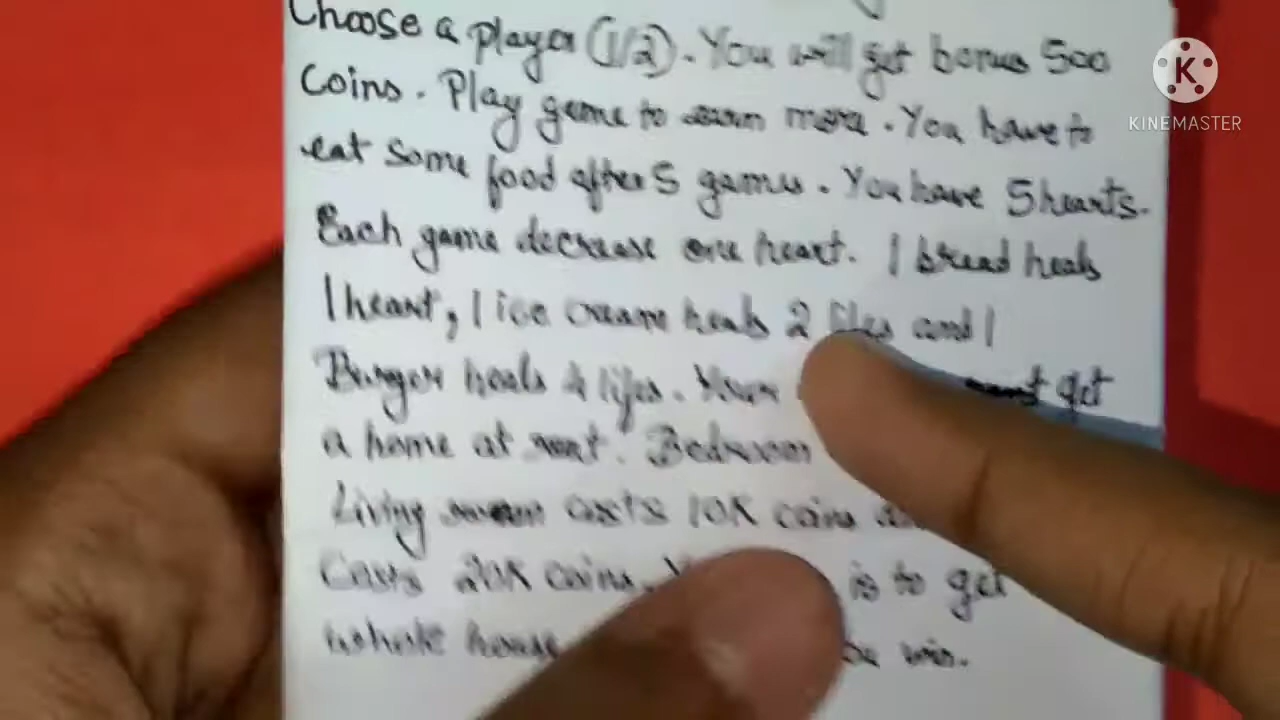 Choose a player (1/2). You will get bonus 500
Coins. Play game to earn more. You have to
eat some food after 5 games. You have 5 hearts.
Each game decrease one heart. 1 bread heals
1 heart, 1 ice cream heals 2 lifes and 1
Burger heals 4 lifes. Your get
a home at rent. Bedroom
Living room costs 10K coins
Costs 20K coins. is to get
whole house be win.
K
KINEMASTER